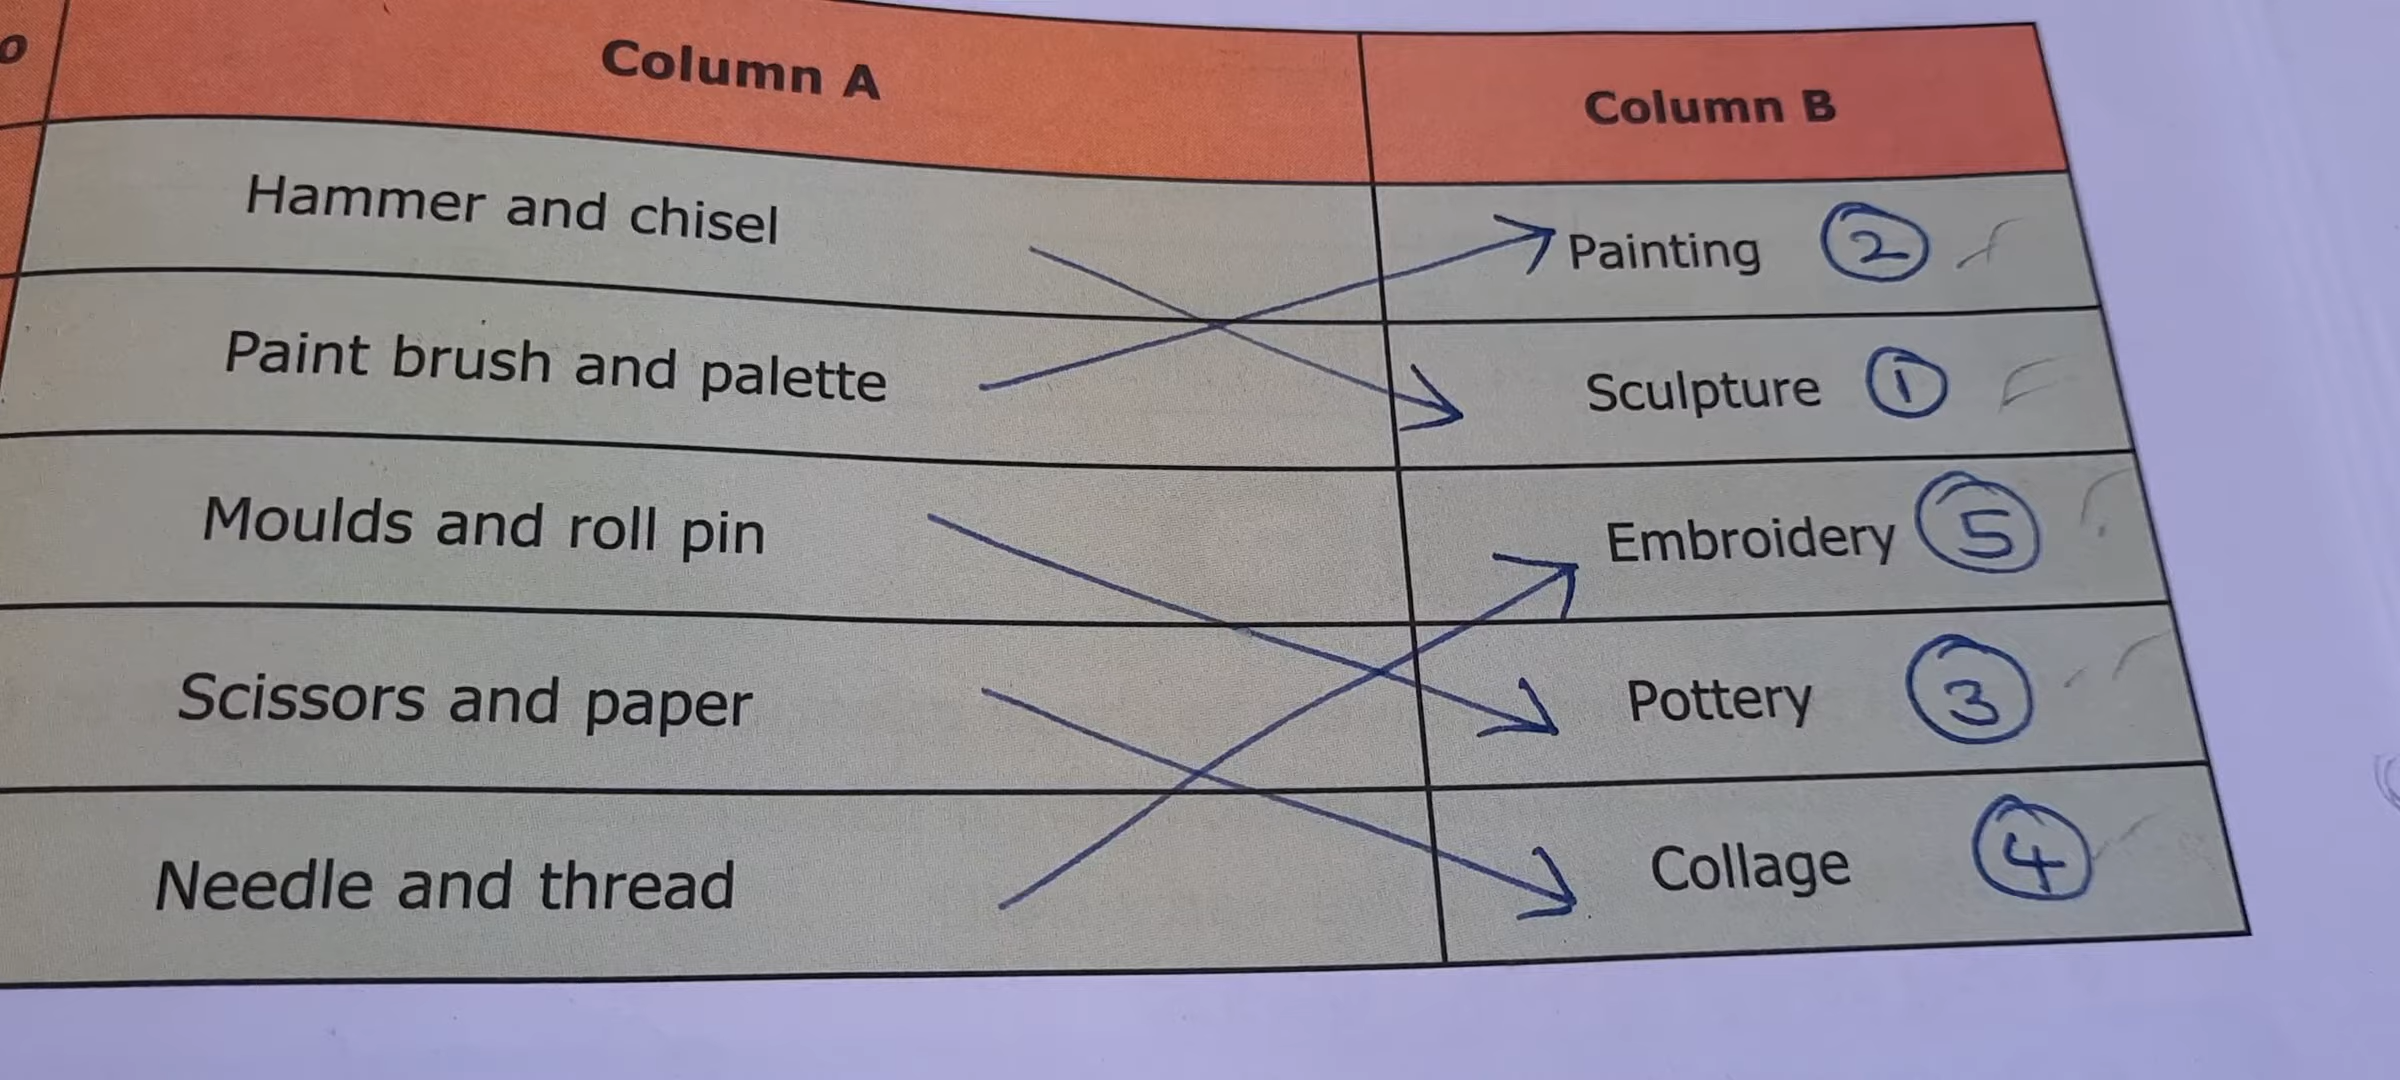 o Column A Column B
Hammer and chisel Painting 2
Paint brush and palette Sculpture 1
Moulds and roll pin Embroidery 5
Scissors and paper Pottery 3
Needle and thread Collage 4